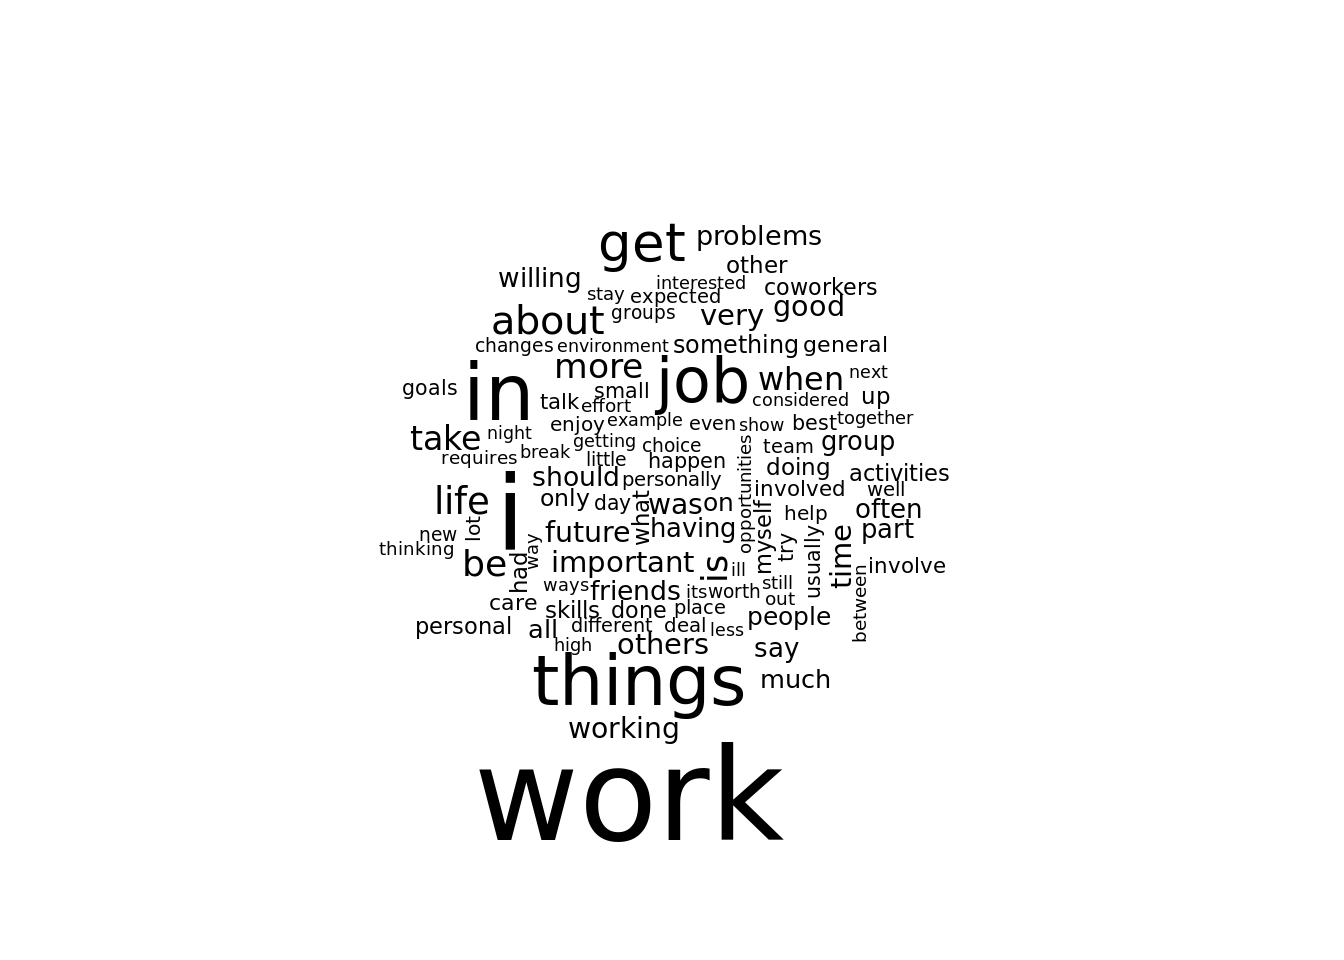 get problems
other
willing interested coworkers
stay expected
groups very good
about
changes environment something general
in more job when next
goals talk small effort considered up
enjoy example even show best together
take night getting choice team group
requires break little happen doing activities
should personally opportunities involved well
life only day what was on myself help often
new lot future having try usually time part
thinking way
be had important is ill involve
ways friends its worth still out between
care skills done place people
personal all different deal less
high others say
things much
working
work
i